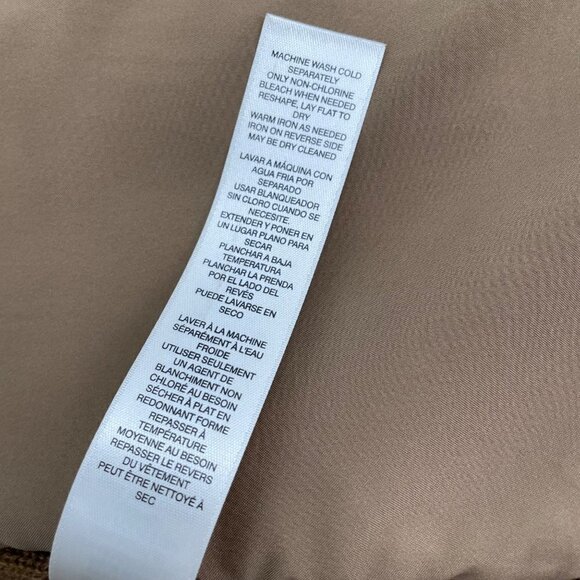 MACHINE WASH COLD
SEPARATELY
ONLY NON-CHLORINE
BLEACH WHEN NEEDED
RESHAPE, LAY FLAT TO
DRY
WARM IRON AS NEEDED
IRON ON REVERSE SIDE
MAY BE DRY CLEANED
LAVAR A MÁQUINA CON
AGUA FRIA POR
SEPARADO
USAR BLANQUEADOR
SIN CLORO CUANDO SE
NECESITE.
EXTENDER Y PONER EN
UN LUGAR PLANO PARA
SECAR
PLANCHAR A BAJA
TEMPERATURA
PLANCHAR LA PRENDA
POR EL LADO DEL
REVÉS
PUEDE LAVARSE EN
SECO
LAVER À LA MACHINE
SÉPARÉMENT À L'EAU
FROIDE
UTILISER SEULEMENT
UN AGENT DE
BLANCHIMENT NON
CHLORÉ AU BESOIN
SÉCHER À PLAT EN
REDONNANT FORME
REPASSER À
TEMPÉRATURE
MOYENNE AU BESOIN
REPASSER LE REVERS
DU VÊTEMENT
PEUT ÊTRE NETTOYÉ À
SEC